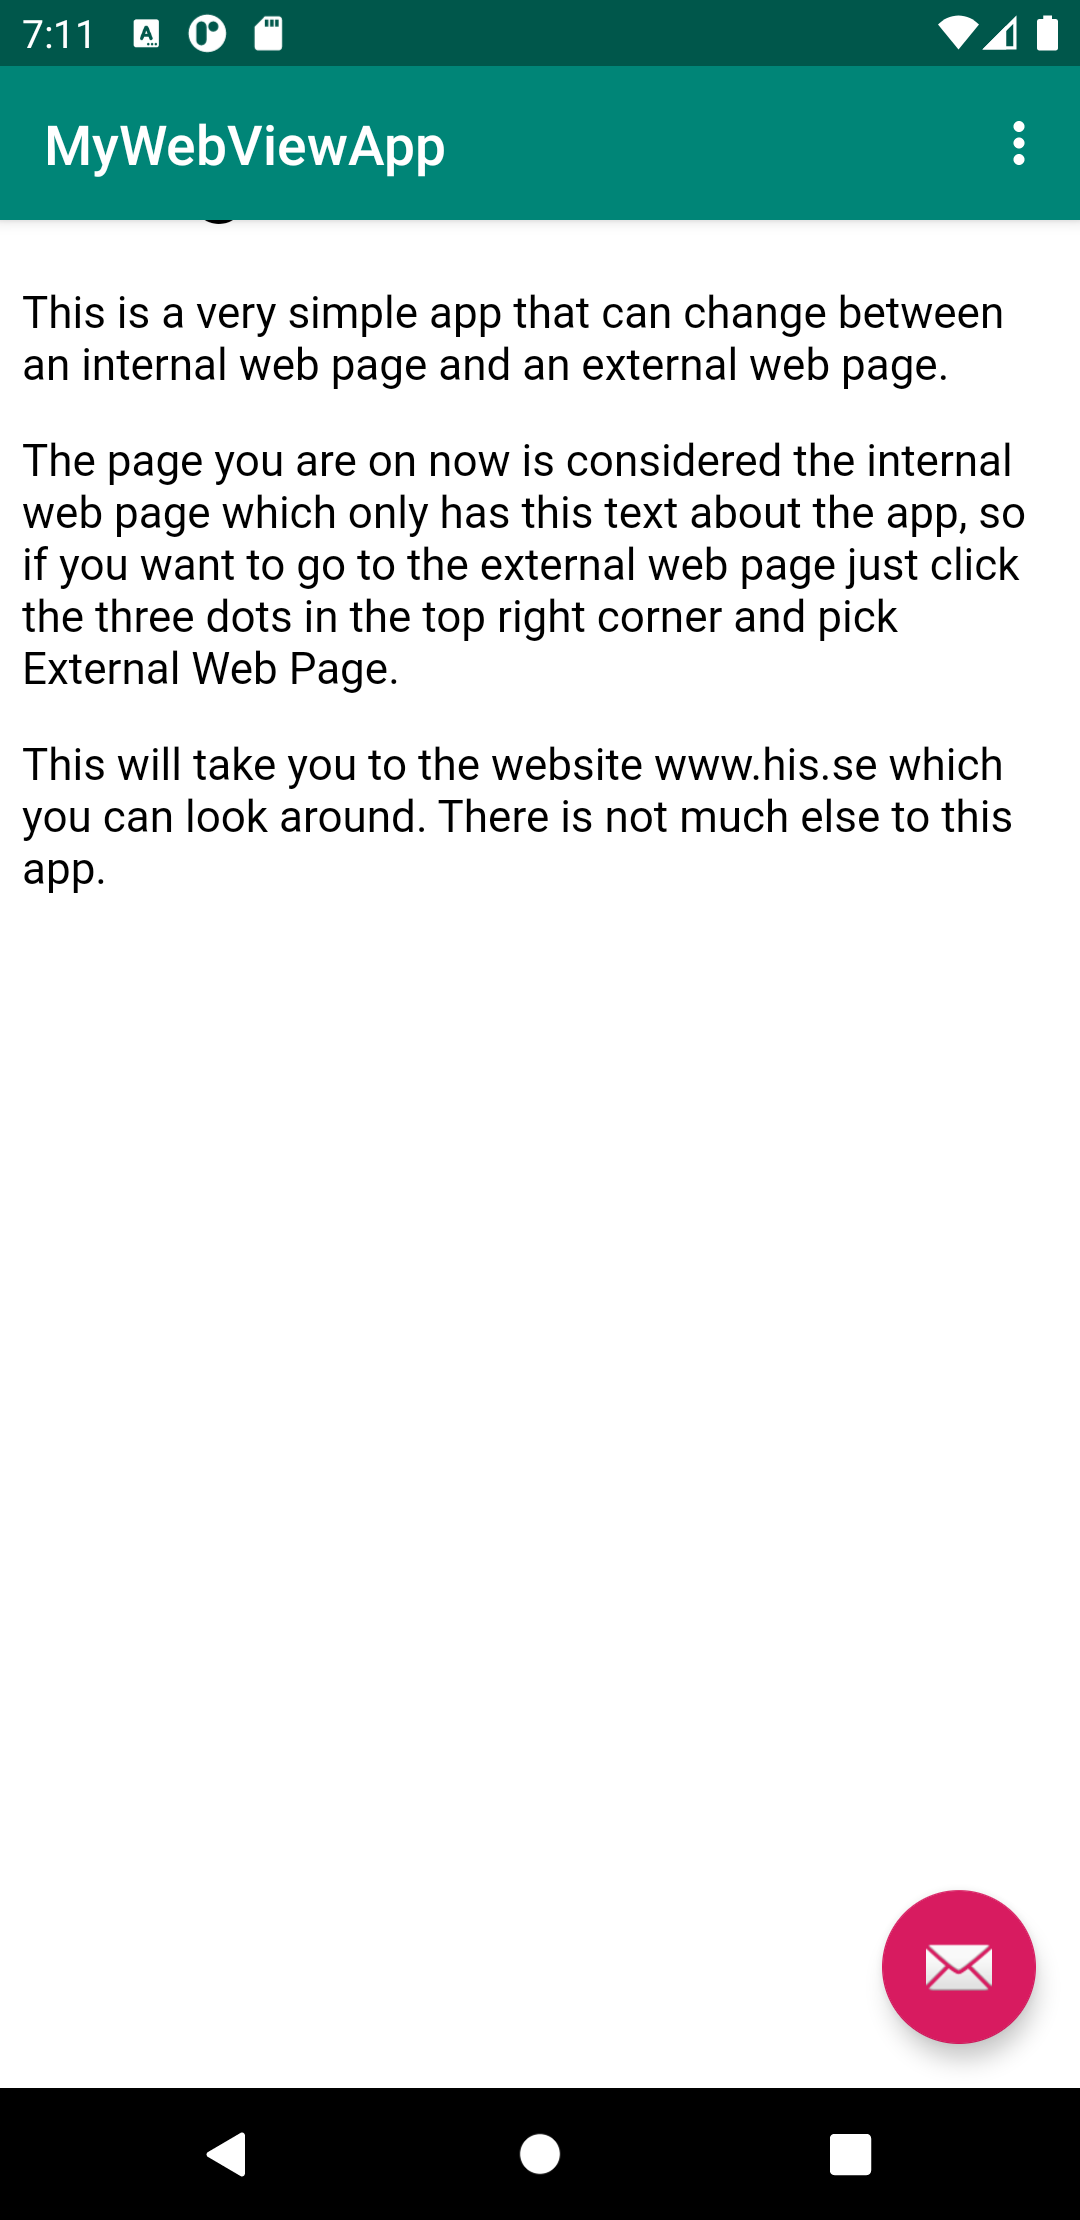 7:11
MyWebViewApp
This is a very simple app that can change between
an internal web page and an external web page.
The page you are on now is considered the internal
web page which only has this text about the app, so
if you want to go to the external web page just click
the three dots in the top right corner and pick
External Web Page.
This will take you to the website www.his.se which
you can look around. There is not much else to this
app.